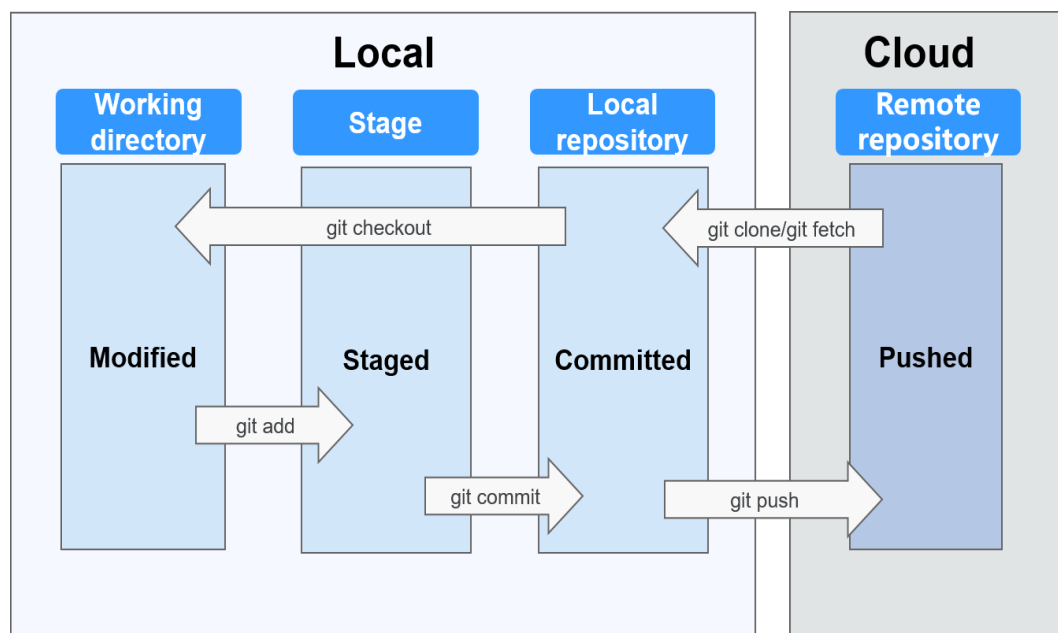 Local
Cloud
Working
directory
Stage
Local
repository
Remote
repository
git checkout
git clone/git fetch
Modified
Staged
Committed
Pushed
git add
git commit
git push